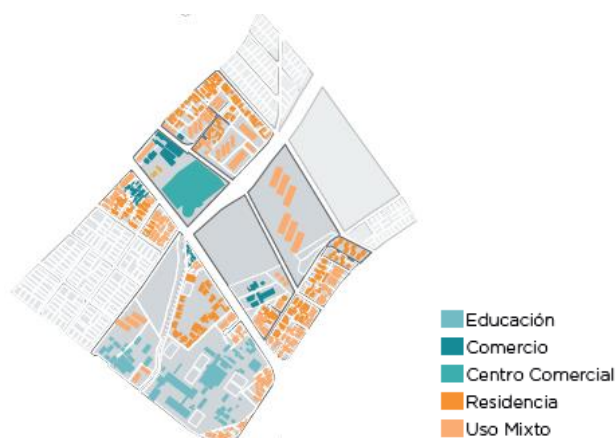 Educación
Comercio
Centro Comercial
Residencia
Uso Mixto